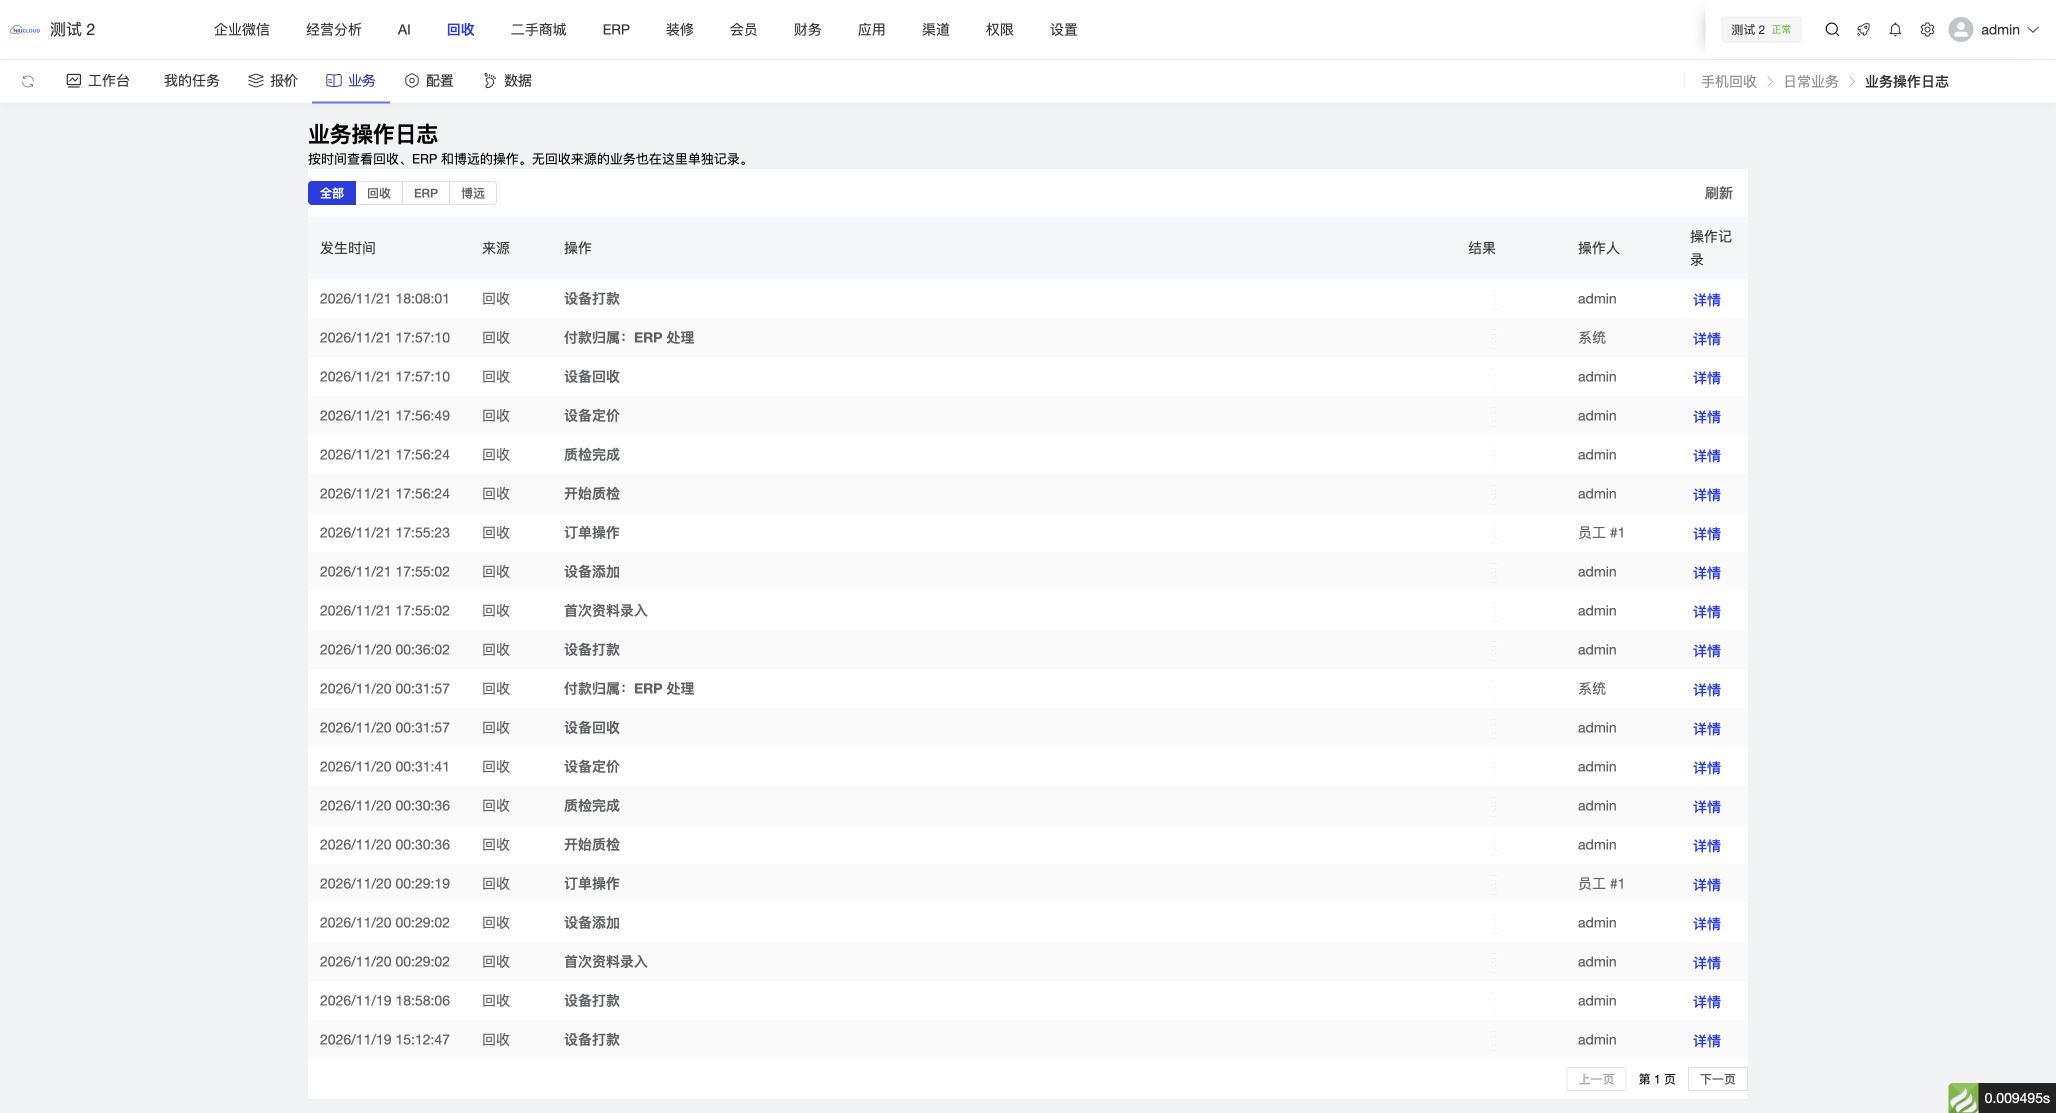 测试 2 企业微信 经营分析 AI 回收 二手商城 ERP 装修 会员 财务 应用 渠道 权限 设置 测试 2 正常 admin
工作台 我的任务 报价 业务 配置 数据 手机回收 日常业务 业务操作日志
业务操作日志
按时间查看回收、ERP 和博远的操作。无回收来源的业务也在这里单独记录。
全部 回收 ERP 博远 刷新
发生时间 来源 操作 结果 操作人 操作记录
2026/11/21 18:08:01 回收 设备打款 admin 详情
2026/11/21 17:57:10 回收 付款归属：ERP 处理 系统 详情
2026/11/21 17:57:10 回收 设备回收 admin 详情
2026/11/21 17:56:49 回收 设备定价 admin 详情
2026/11/21 17:56:24 回收 质检完成 admin 详情
2026/11/21 17:56:24 回收 开始质检 admin 详情
2026/11/21 17:55:23 回收 订单操作 员工 #1 详情
2026/11/21 17:55:02 回收 设备添加 admin 详情
2026/11/21 17:55:02 回收 首次资料录入 admin 详情
2026/11/20 00:36:02 回收 设备打款 admin 详情
2026/11/20 00:31:57 回收 付款归属：ERP 处理 系统 详情
2026/11/20 00:31:57 回收 设备回收 admin 详情
2026/11/20 00:31:41 回收 设备定价 admin 详情
2026/11/20 00:30:36 回收 质检完成 admin 详情
2026/11/20 00:30:36 回收 开始质检 admin 详情
2026/11/20 00:29:19 回收 订单操作 员工 #1 详情
2026/11/20 00:29:02 回收 设备添加 admin 详情
2026/11/20 00:29:02 回收 首次资料录入 admin 详情
2026/11/19 18:58:06 回收 设备打款 admin 详情
2026/11/19 15:12:47 回收 设备打款 admin 详情
上一页 第 1 页 下一页
0.009495s